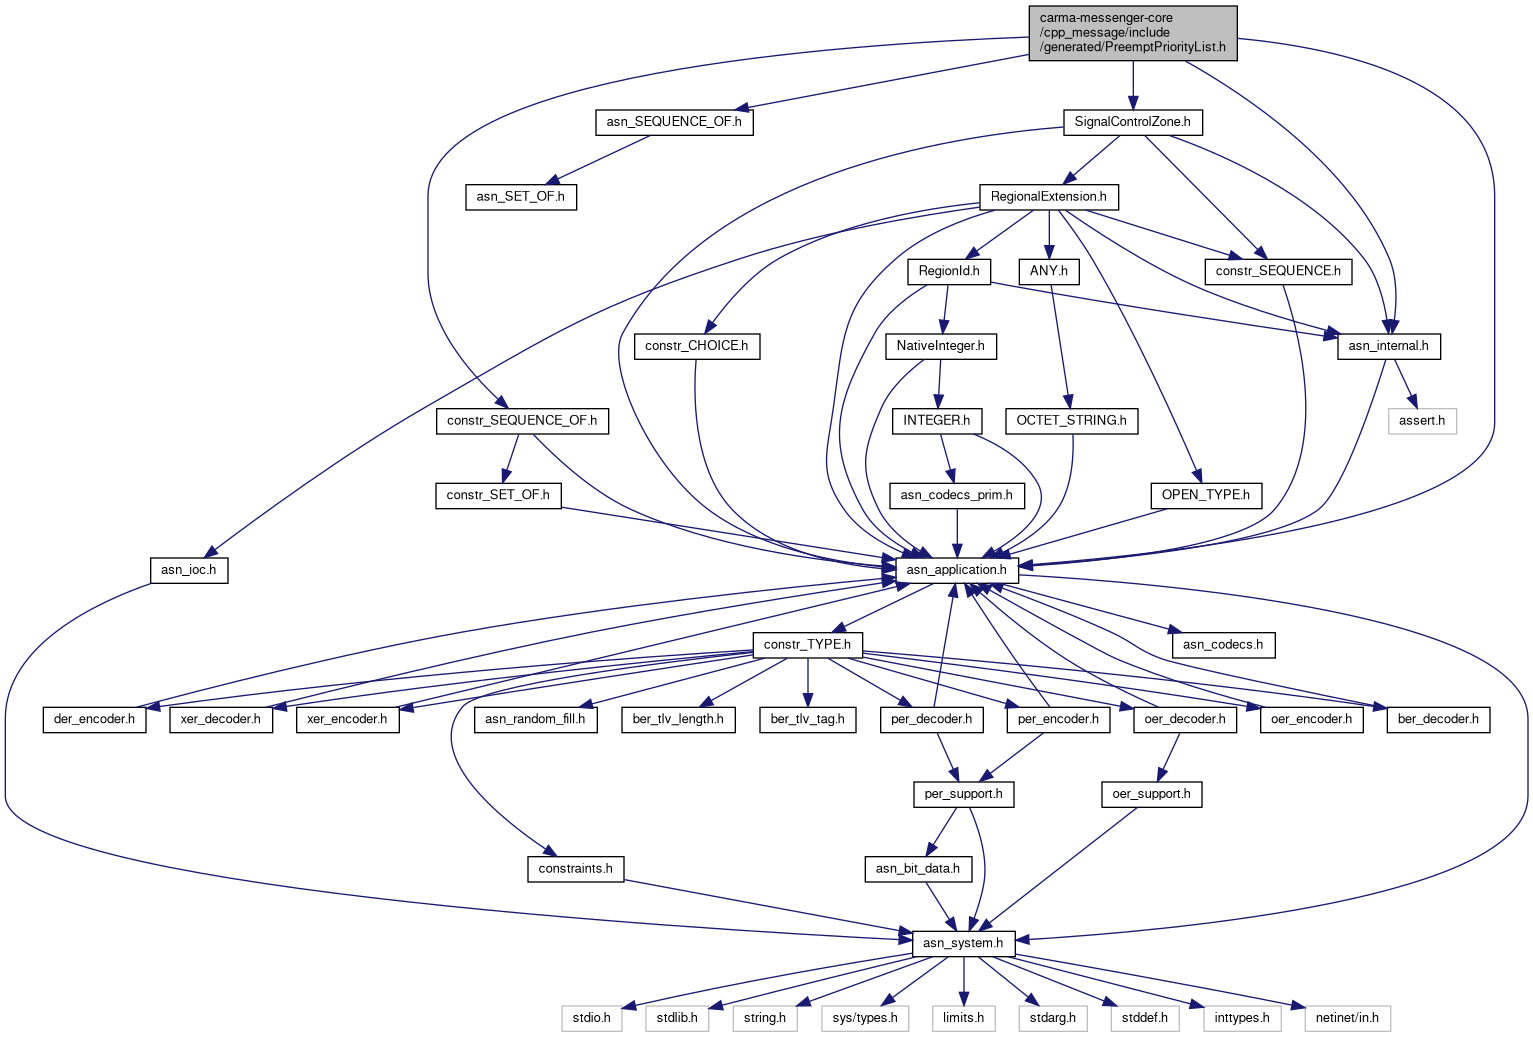 carma-messenger-core
/cpp_message/include
/generated/PreemptPriorityList.h
asn_SEQUENCE_OF.h
SignalControlZone.h
asn_SET_OF.h
RegionalExtension.h
RegionId.h
ANY.h
constr_SEQUENCE.h
constr_CHOICE.h
NativeInteger.h
asn_internal.h
constr_SEQUENCE_OF.h
INTEGER.h
OCTET_STRING.h
assert.h
constr_SET_OF.h
asn_codecs_prim.h
OPEN_TYPE.h
asn_ioc.h
asn_application.h
constr_TYPE.h
asn_codecs.h
der_encoder.h
xer_decoder.h
xer_encoder.h
asn_random_fill.h
ber_tlv_length.h
ber_tlv_tag.h
per_decoder.h
per_encoder.h
oer_decoder.h
oer_encoder.h
ber_decoder.h
per_support.h
oer_support.h
constraints.h
asn_bit_data.h
asn_system.h
stdio.h
stdlib.h
string.h
sys/types.h
limits.h
stdarg.h
stddef.h
inttypes.h
netinet/in.h